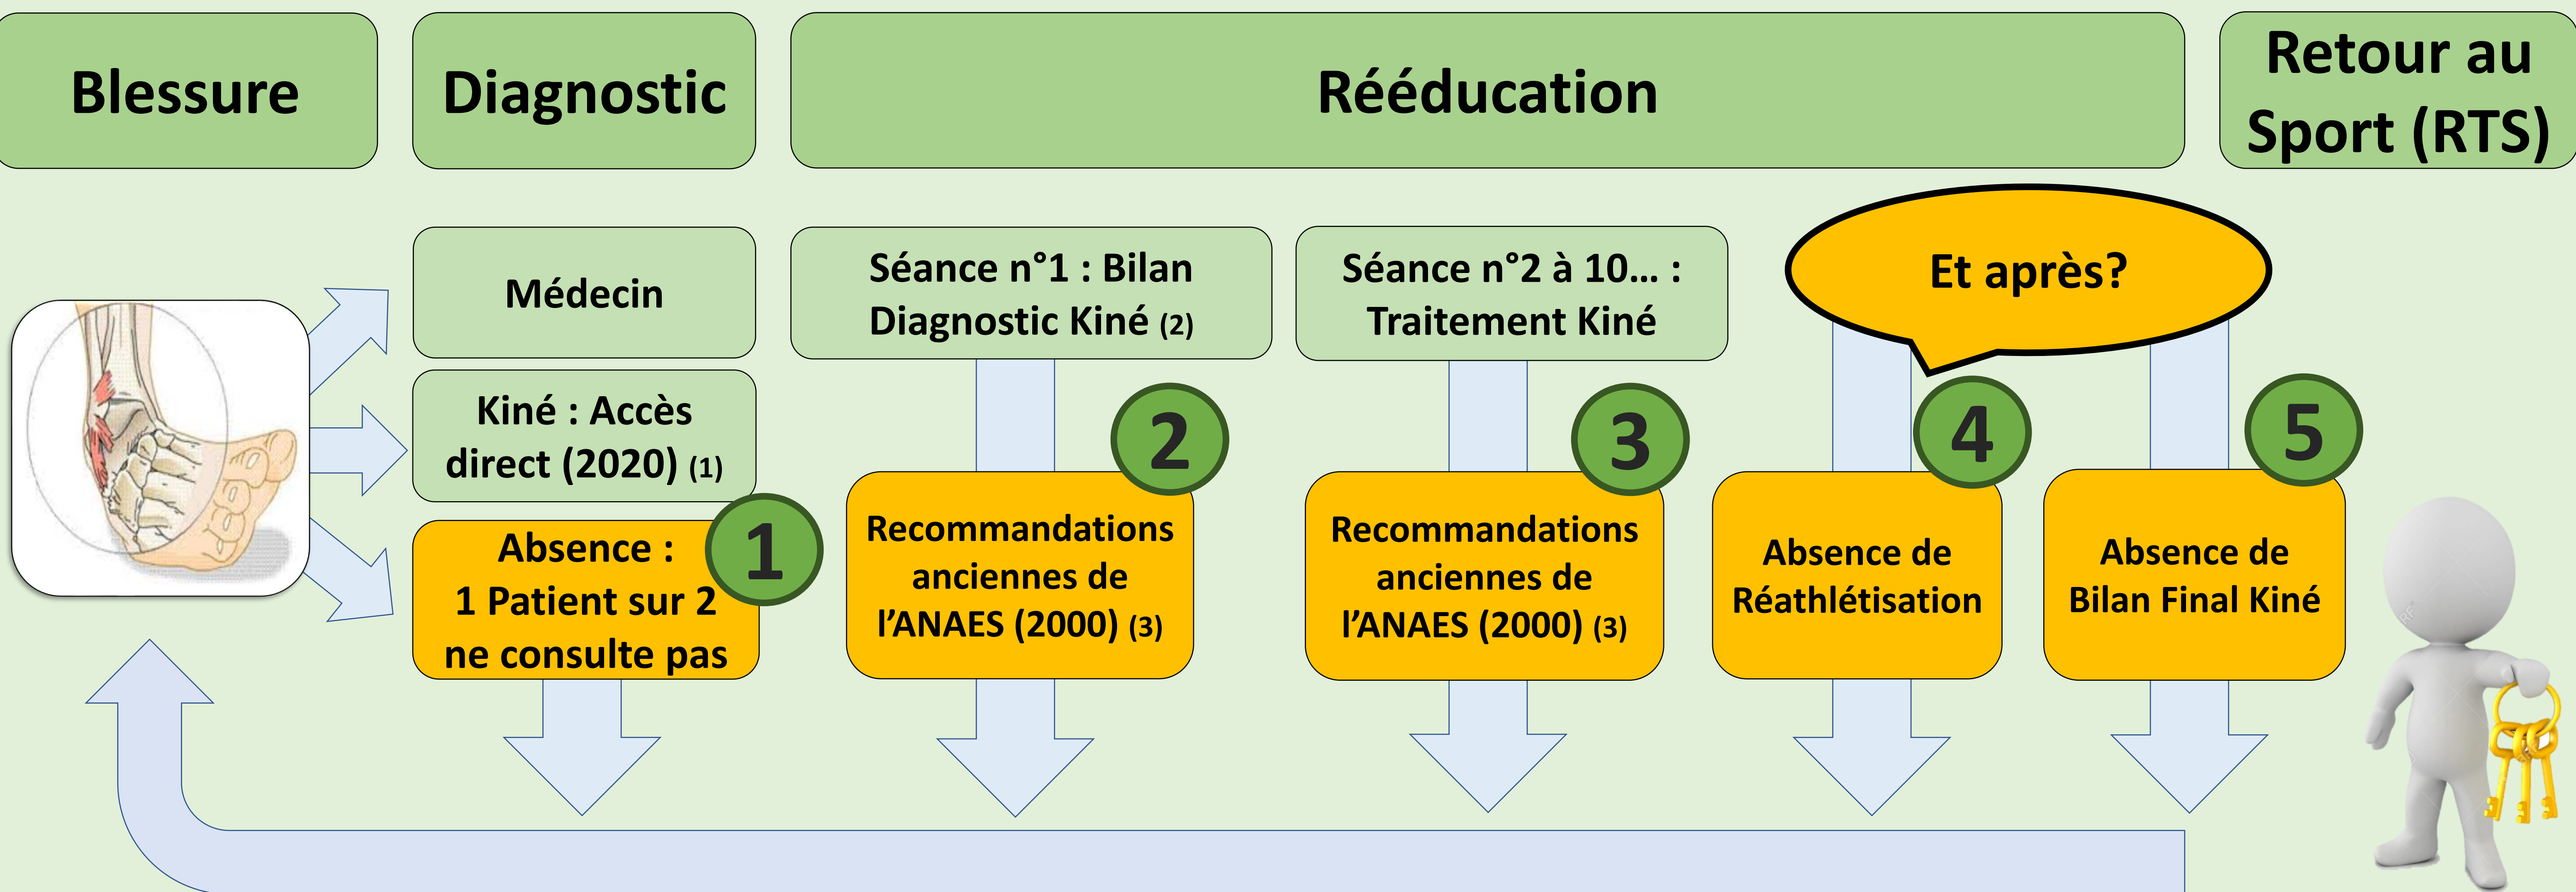 Blessure
Diagnostic
Rééducation
Retour au
Sport (RTS)
Médecin
Kiné : Accès
direct (2020) (1)
Absence :
1 Patient sur 2
ne consulte pas
1
Séance n°1 : Bilan
Diagnostic Kiné (2)
2
Recommandations
anciennes de
l'ANAES (2000) (3)
Séance n°2 à 10... :
Traitement Kiné
3
Recommandations
anciennes de
l'ANAES (2000) (3)
Et après?
4
Absence de
Réathlétisation
5
Absence de
Bilan Final Kiné